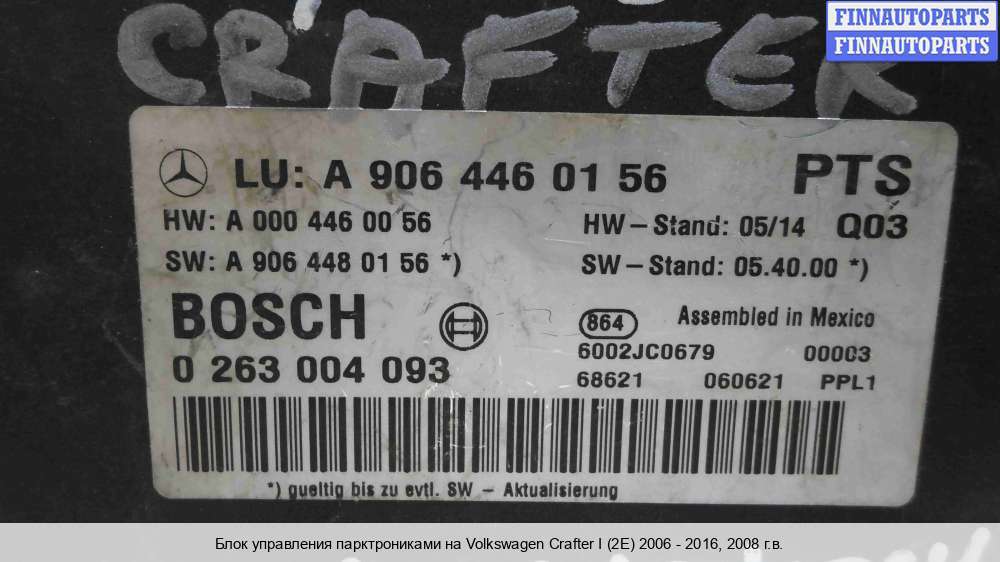 FINNAUTOPARTS
FINNAUTOPARTS
CRAFTER
LU: A 906 446 01 56 PTS
HW: A 000 446 00 56 HW-Stand: 05/14 Q03
SW: A 906 448 01 56 *) SW-Stand: 05.40.00 *)
BOSCH 864 Assembled in Mexico
6002JC0679 00003
0 263 004 093 68621 060621 PPL1
*) gueltig bis zu evtl. SW - Aktualisierung
Блок управления парктрониками на Volkswagen Crafter I (2E) 2006 - 2016, 2008 г.в.